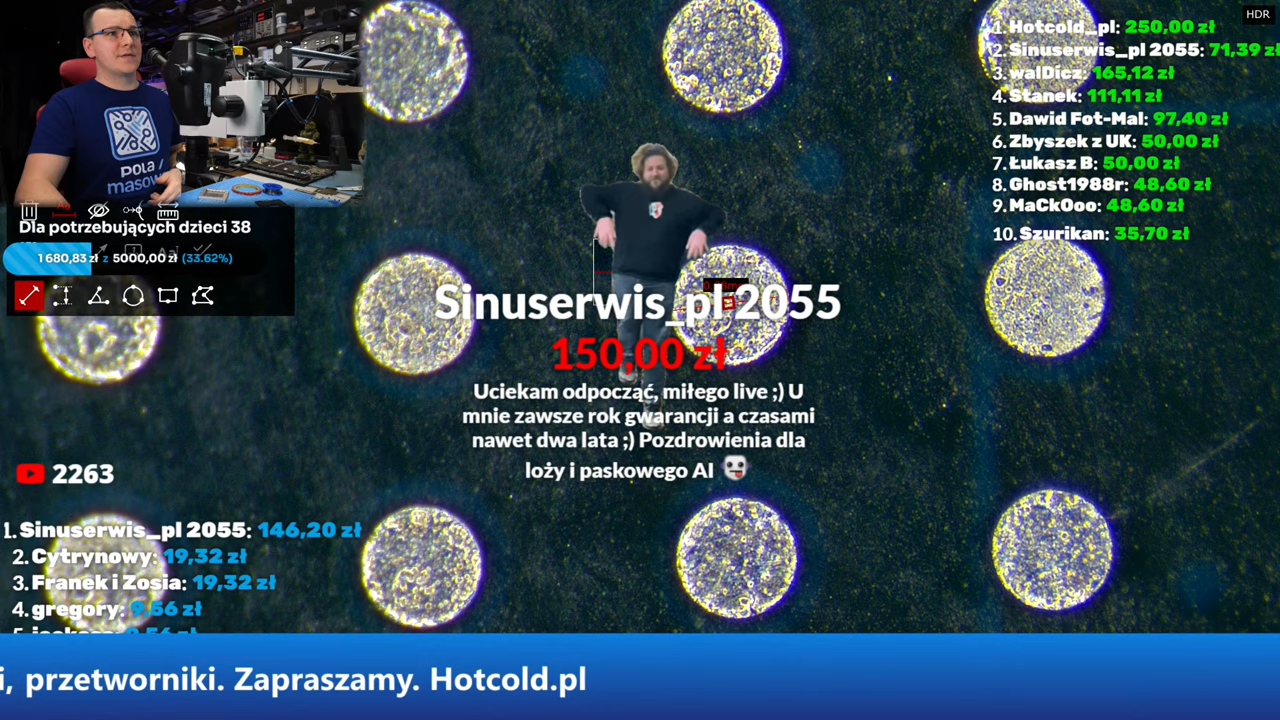 HDR
1. Hotcold_pl: 250,00 zł
2. Sinuserwis_pl 2055: 71,39 zł
3. walDicz: 165,12 zł
4. Stanek: 111,11 zł
5. Dawid Fot-Mal: 97,40 zł
6. Zbyszek z UK: 50,00 zł
7. Łukasz B: 50,00 zł
8. Ghost1988r: 48,60 zł
9. MaCkOoo: 48,60 zł
10. Szurikan: 35,70 zł
POLA /
masow
Dla potrzebujących dzieci 38
1 680,83 zł z 5000,00 zł (33.62%)
Sinuserwis_pl 2055
150,00 zł
Uciekam odpocząć, miłego live ;) U
mnie zawsze rok gwarancji a czasami
nawet dwa lata ;) Pozdrowienia dla
loży i paskowego AI
2263
1. Sinuserwis_pl 2055: 146,20 zł
2. Cytrynowy: 19,32 zł
3. Franek i Zosia: 19,32 zł
4. gregory: 9,56 zł
i, przetworniki. Zapraszamy. Hotcold.pl